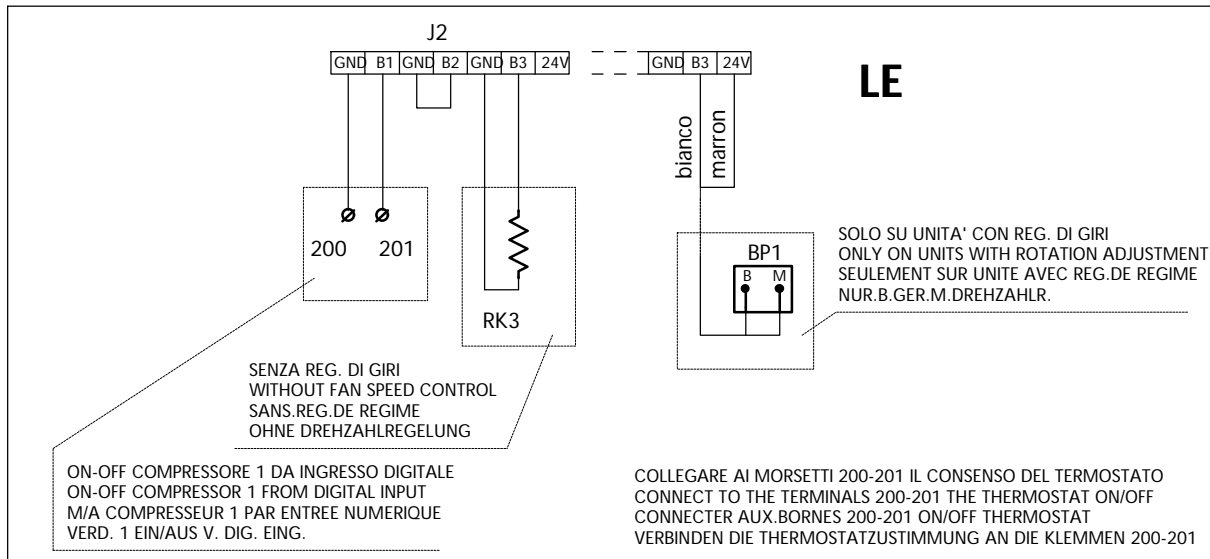 J2
GND B1 GND B2 GND B3 24V
GND B3 24V
LE
bianco
marron
200 201
RK3
BP1
B M
SOLO SU UNITA' CON REG. DI GIRI
ONLY ON UNITS WITH ROTATION ADJUSTMENT
SEULEMENT SUR UNITE AVEC REG.DE REGIME
NUR.B.GER.M.DREHZAHLR.
SENZA REG. DI GIRI
WITHOUT FAN SPEED CONTROL
SANS.REG.DE REGIME
OHNE DREHZAHLREGELUNG
ON-OFF COMPRESSORE 1 DA INGRESSO DIGITALE
ON-OFF COMPRESSOR 1 FROM DIGITAL INPUT
M/A COMPRESSEUR 1 PAR ENTREE NUMERIQUE
VERD. 1 EIN/AUS V. DIG. EING.
COLLEGARE AI MORSETTI 200-201 IL CONSENSO DEL TERMOSTATO
CONNECT TO THE TERMINALS 200-201 THE THERMOSTAT ON/OFF
CONNECTER AUX.BORNES 200-201 ON/OFF THERMOSTAT
VERBINDEN DIE THERMOSTATZUSTIMMUNG AN DIE KLEMMEN 200-201